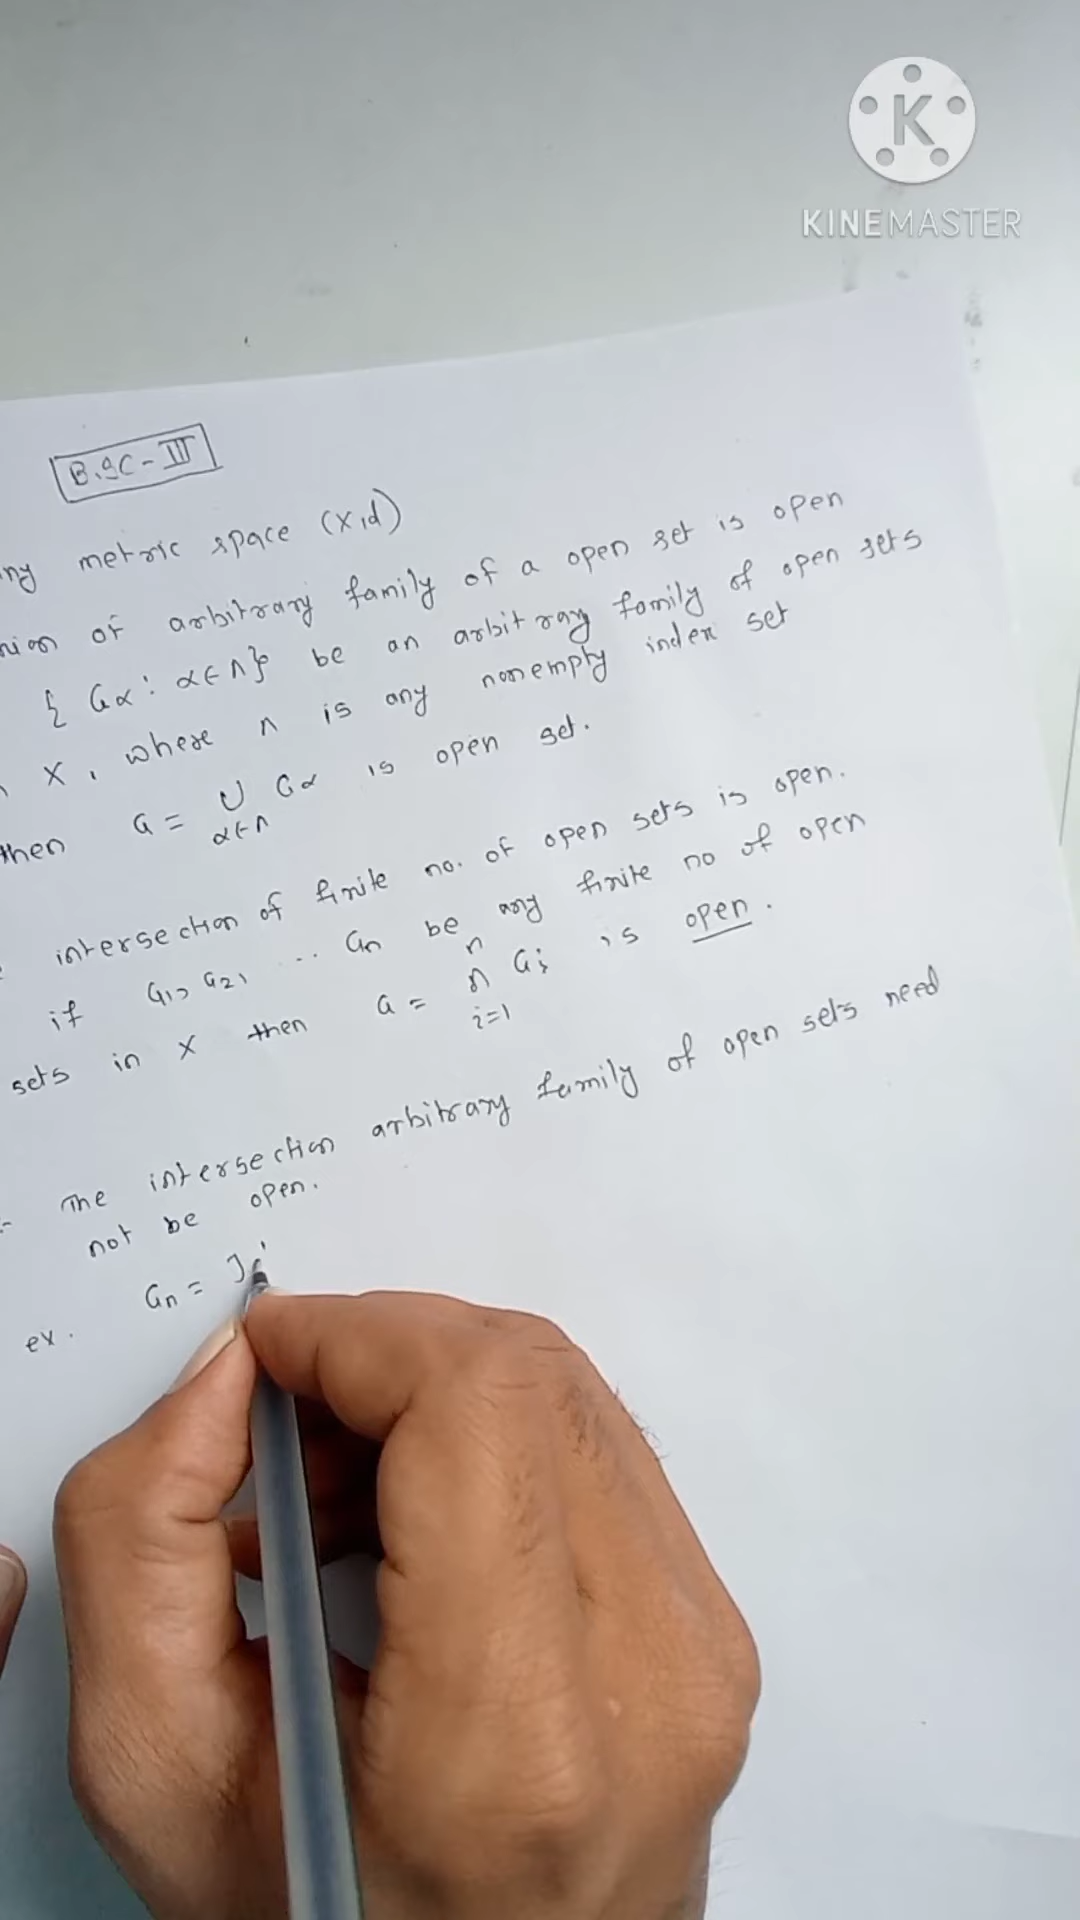 K
KINEMASTER
B.SC-III
metric space (X,d)
of arbitrary family of a open set is open
{ Gα : α∈Λ} be an arbitrary family of open sets
X, where Λ is any nonempty index set
then G = ∪ Gα is open set.
α∈Λ
intersection of finite no. of open sets is open.
if G1, G2, ... Gn be any finite no of open
sets in X then G = n ∩ i=1 Gi is open.
The intersection arbitrary family of open sets need
not be open.
ex. Gn = ]